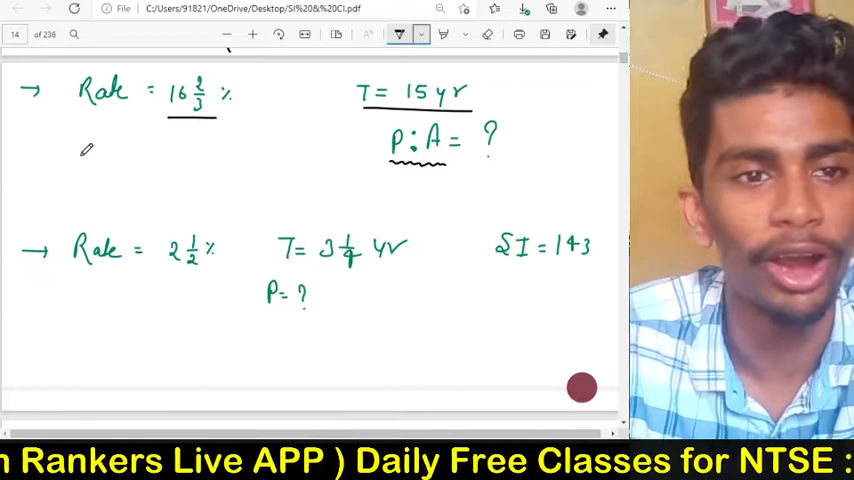 File C:/Users/91821/OneDrive/Desktop/SI%20&%20CI.pdf
14 of 236
→ Rate = 16 2/3 % T = 15 yr
P : A = ?
→ Rate = 2 1/2 % T = 3 1/4 yr SI = 143
P = ?
n Rankers Live APP ) Daily Free Classes for NTSE :